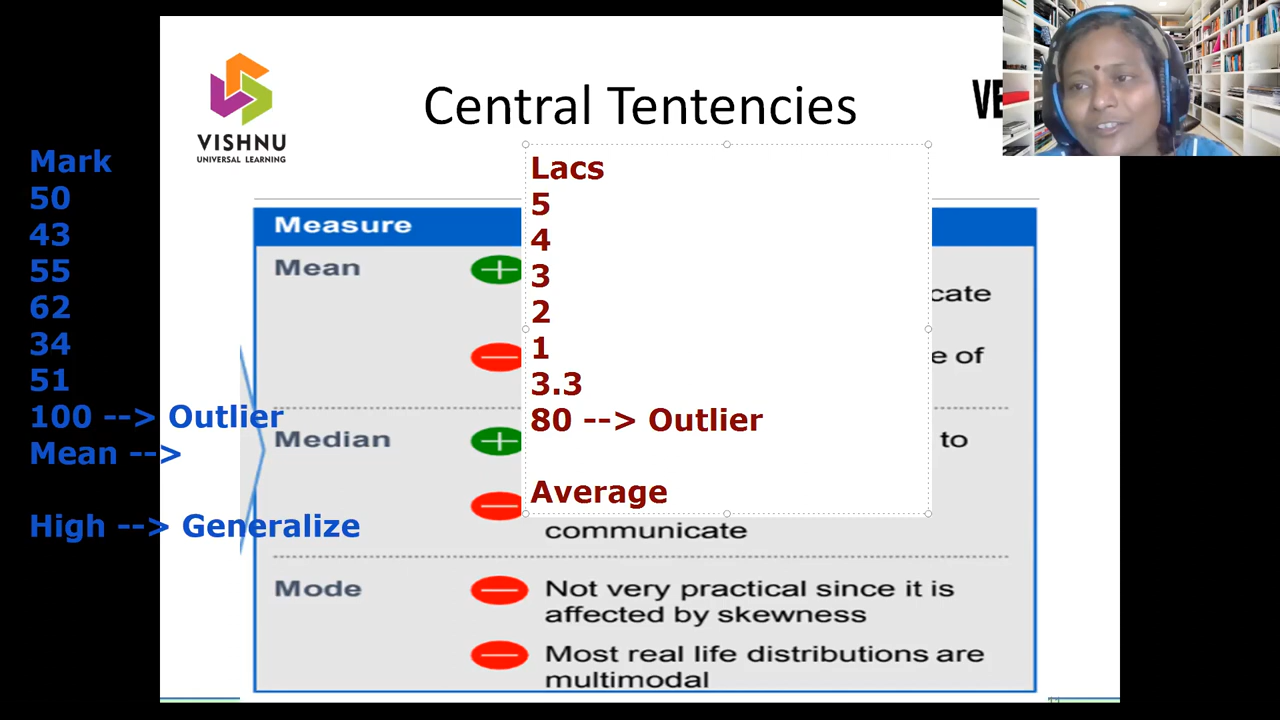 Central Tentencies
VISHNU
UNIVERSAL LEARNING
VE
Mark
50
43
55
62
34
51
100 --> Outlier
Mean -->
High --> Generalize
Lacs
5
4
3
2
1
3.3
80 --> Outlier
Average
Measure
Mean
cate
e of
Median
to
communicate
Mode
Not very practical since it is
affected by skewness
Most real life distributions are
multimodal